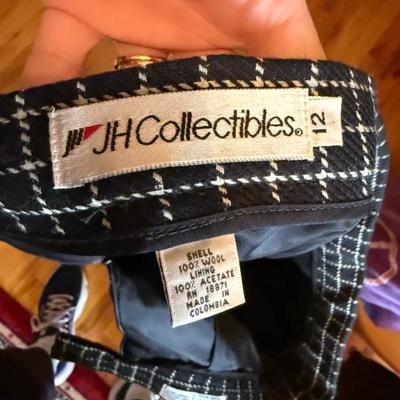 JH Collectibles®
12
SHELL
100% WOOL
LINING
100% ACETATE
RN 18871
MADE IN
COLOMBIA